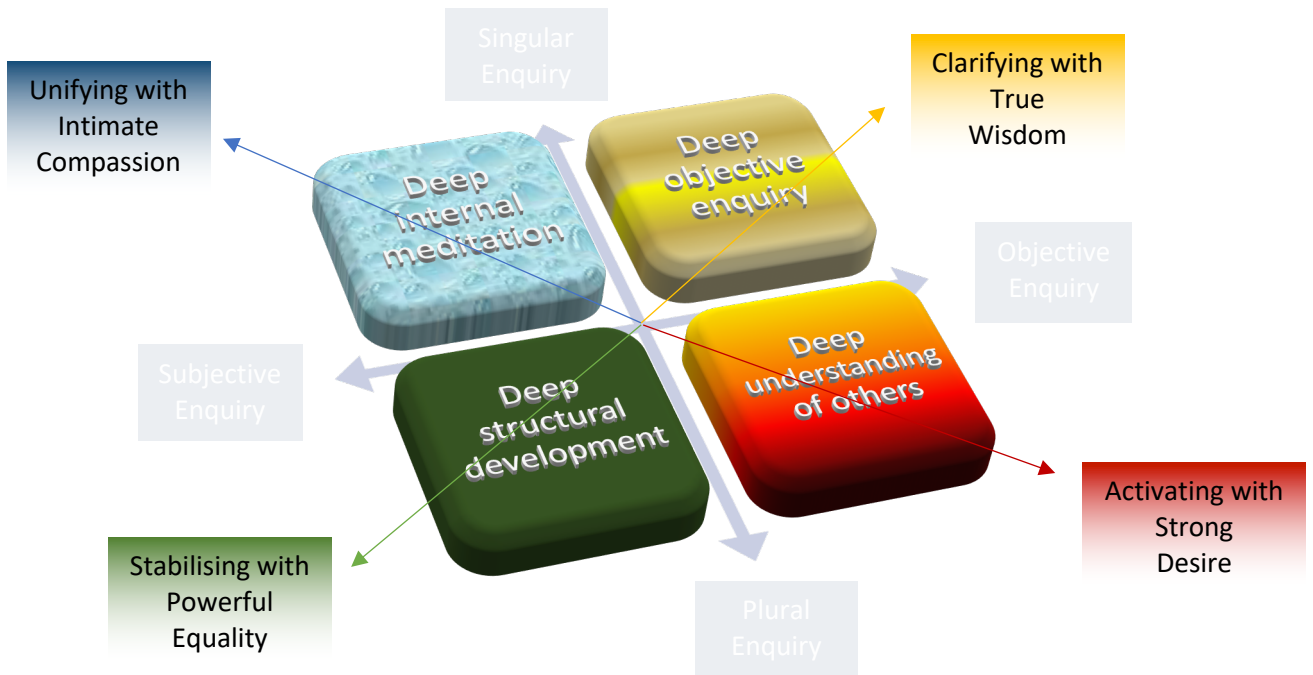 Singular
Enquiry
Unifying with
Intimate
Compassion
Clarifying with
True
Wisdom
Deep
internal
meditation
Deep
objective
enquiry
Objective
Enquiry
Subjective
Enquiry
Deep
structural
development
Deep
understanding
of others
Stabilising with
Powerful
Equality
Activating with
Strong
Desire
Plural
Enquiry